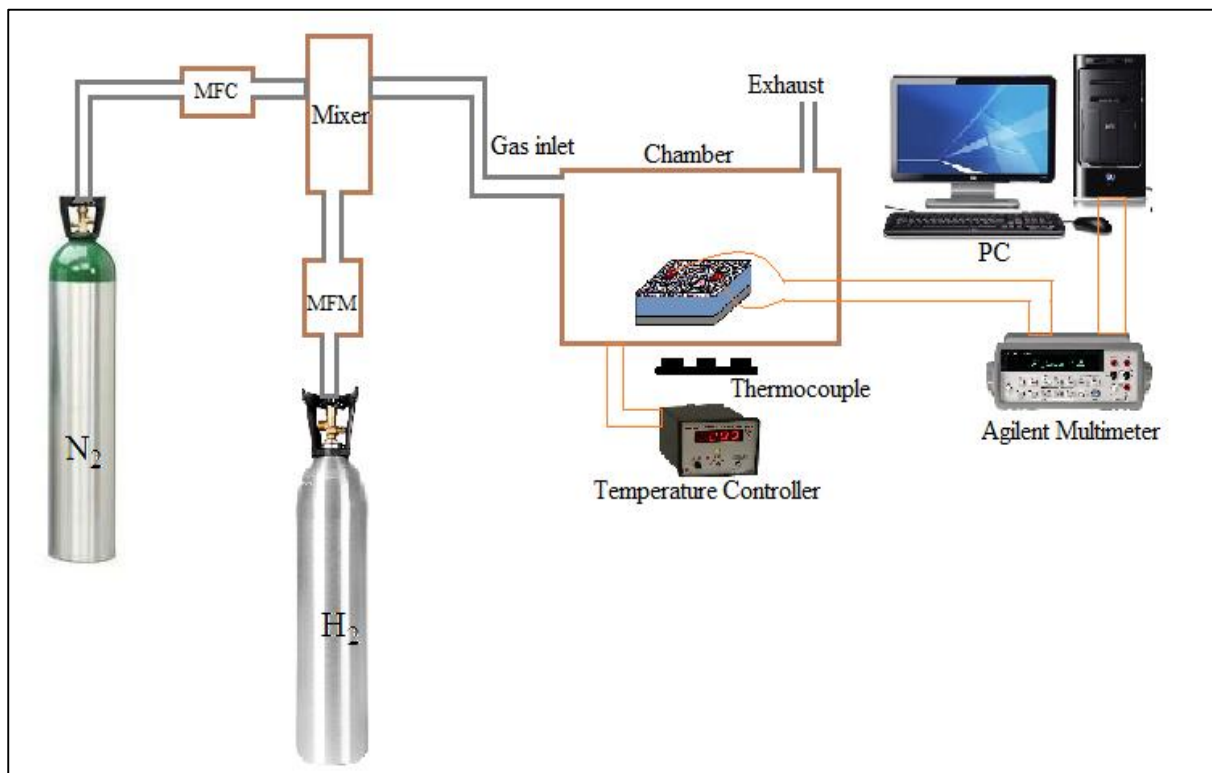 MFC
Mixer
Exhaust
Gas inlet
Chamber
PC
MFM
Thermocouple
N₂
Agilent Multimeter
Temperature Controller
H₂